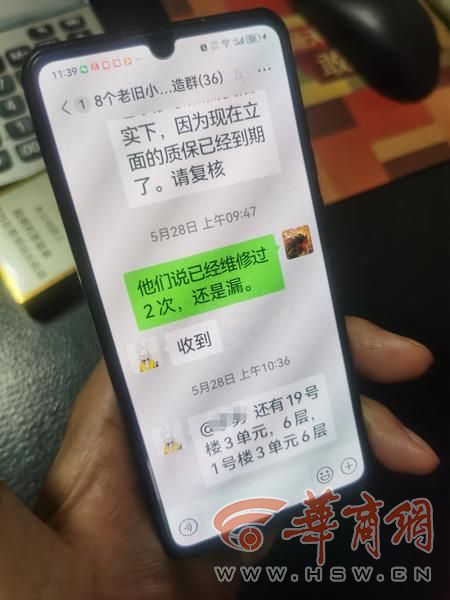 11:39
58
1
8个老旧小...造群(36)
实下，因为现在立
面的质保已经到期
了。请复核
5月28日 上午09:47
他们说已经维修过
2次，还是漏。
收到
5月28日 上午10:36
@ 还有19号
楼3单元，6层，
1号楼3单元6层
華商網
WWW.HSW.CN